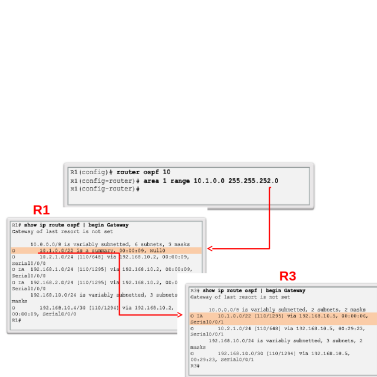 R1(config)# router ospf 10
R1(config-router)# area 1 range 10.1.0.0 255.255.252.0
R1(config-router)#
R1
R1# show ip route ospf | begin Gateway
Gateway of last resort is not set
10.0.0.0/8 is variably subnetted, 6 subnets, 3 masks
O 10.1.0.0/22 is a summary, 00:00:09, Null0
O 10.2.1.0/24 [110/648] via 192.168.10.2, 00:00:09,
Serial0/0/0
O IA 192.168.1.0/24 [110/1295] via 192.168.10.2, 00:00:09,
Serial0/0/0
O IA 192.168.2.0/24 [110/1295] via 192.168.10.2, 00:00
Serial0/0/0
192.168.10.0/24 is variably subnetted, 3 subnets
masks
O 192.168.10.4/30 [110/1294] via 192.168.10.2,
00:00:09, Serial0/0/0
R1#
R3
R3# show ip route ospf | begin Gateway
Gateway of last resort is not set
10.0.0.0/8 is variably subnetted, 2 subnets, 2 masks
O IA 10.1.0.0/22 [110/1295] via 192.168.10.5,
Serial0/0/1
O 10.2.1.0/24 [110/648] via 192.168.10.5,
Serial0/0/1
192.168.10.0/24 is variably subnetted, 3 subnets, 2
masks
O 192.168.10.0/30 [110/1294] via 192.168.10.5,
Serial0/0/1
R3#